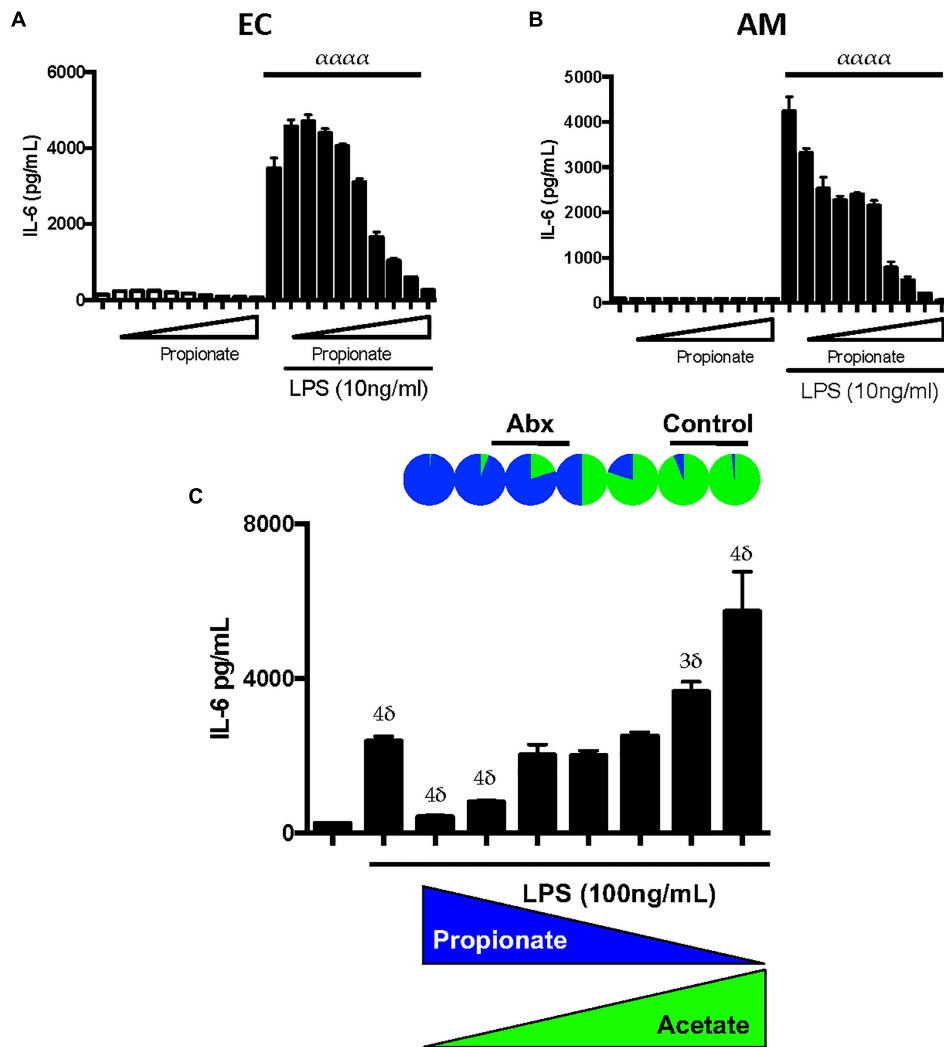 A
EC
αααα
6000
4000
2000
0
IL-6 (pg/mL)
Propionate
Propionate
LPS (10ng/ml)
B
AM
αααα
5000
4000
3000
2000
1000
0
IL-6 (pg/mL)
Propionate
Propionate
LPS (10ng/ml)
C
Abx
Control
8000
4000
0
IL-6 pg/mL
4δ
4δ
4δ
3δ
4δ
LPS (100ng/mL)
Propionate
Acetate